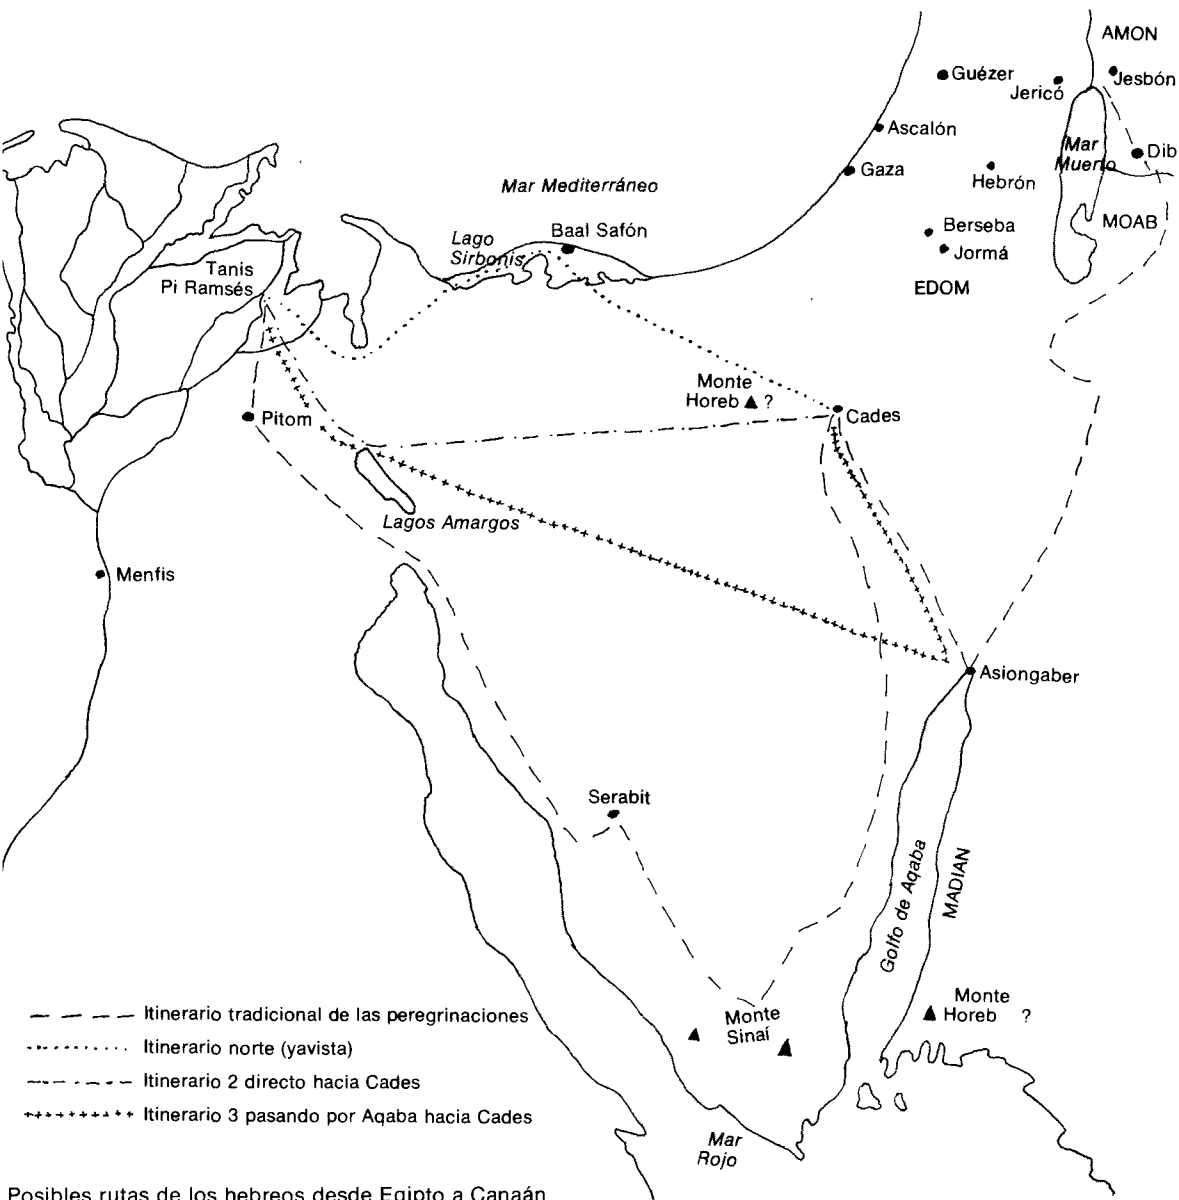 AMON
Guézer
Jesbón
Jericó
Ascalón
Mar
Muerto
Dib
Gaza
Hebrón
Mar Mediterráneo
MOAB
Berseba
Baal Safón
Lago
Sirbonis
Jormá
Tanis
Pi Ramsés
EDOM
Monte
Horeb ?
Cades
Pitom
Lagos Amargos
Menfis
Asiongaber
Serabit
Golfo de Aqaba
MADIAN
Monte
Horeb ?
Monte
Sinaí
Itinerario tradicional de las peregrinaciones
Itinerario norte (yavista)
Itinerario 2 directo hacia Cades
Itinerario 3 pasando por Aqaba hacia Cades
Mar
Rojo
Posibles rutas de los hebreos desde Egipto a Canaán